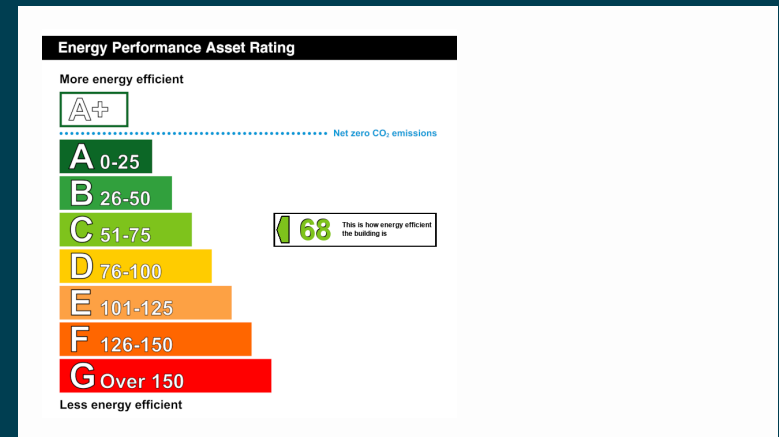 Energy Performance Asset Rating
More energy efficient
A+
Net zero CO₂ emissions
A 0-25
B 26-50
C 51-75
68 This is how energy efficient
the building is
D 76-100
E 101-125
F 126-150
G Over 150
Less energy efficient